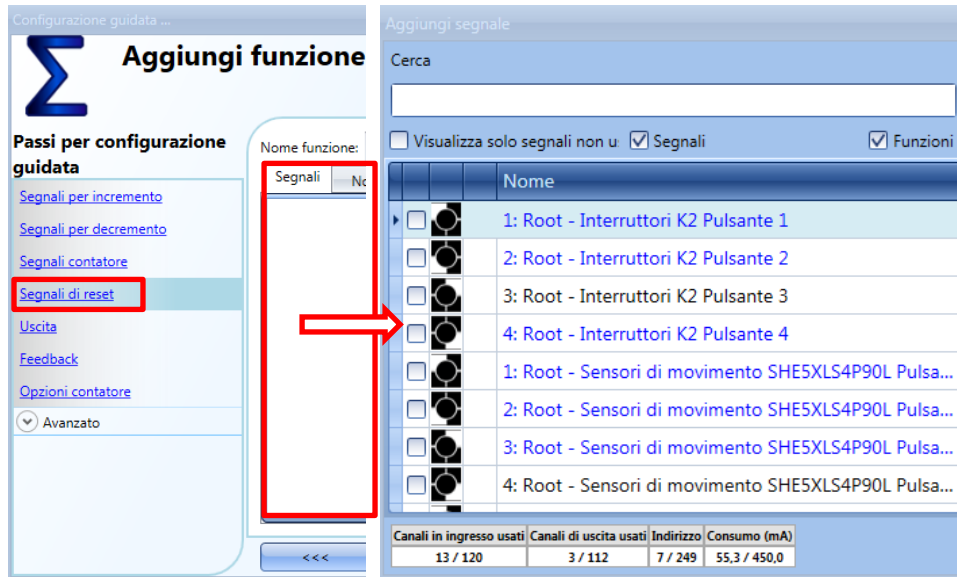 Configurazione guidata ...
Aggiungi funzione
Passi per configurazione
guidata
Segnali per incremento
Segnali per decremento
Segnali contatore
Segnali di reset
Uscita
Feedback
Opzioni contatore
Avanzato
Nome funzione:
Segnali
<<<
Aggiungi segnale
Cerca
Visualizza solo segnali non u
Segnali
Funzioni
Nome
1: Root - Interruttori K2 Pulsante 1
2: Root - Interruttori K2 Pulsante 2
3: Root - Interruttori K2 Pulsante 3
4: Root - Interruttori K2 Pulsante 4
1: Root - Sensori di movimento SHE5XLS4P90L Pulsa...
2: Root - Sensori di movimento SHE5XLS4P90L Pulsa...
3: Root - Sensori di movimento SHE5XLS4P90L Pulsa...
4: Root - Sensori di movimento SHE5XLS4P90L Pulsa...
Canali in ingresso usati Canali di uscita usati Indirizzo Consumo (mA)
13 / 120 3 / 112 7 / 249 55,3 / 450,0